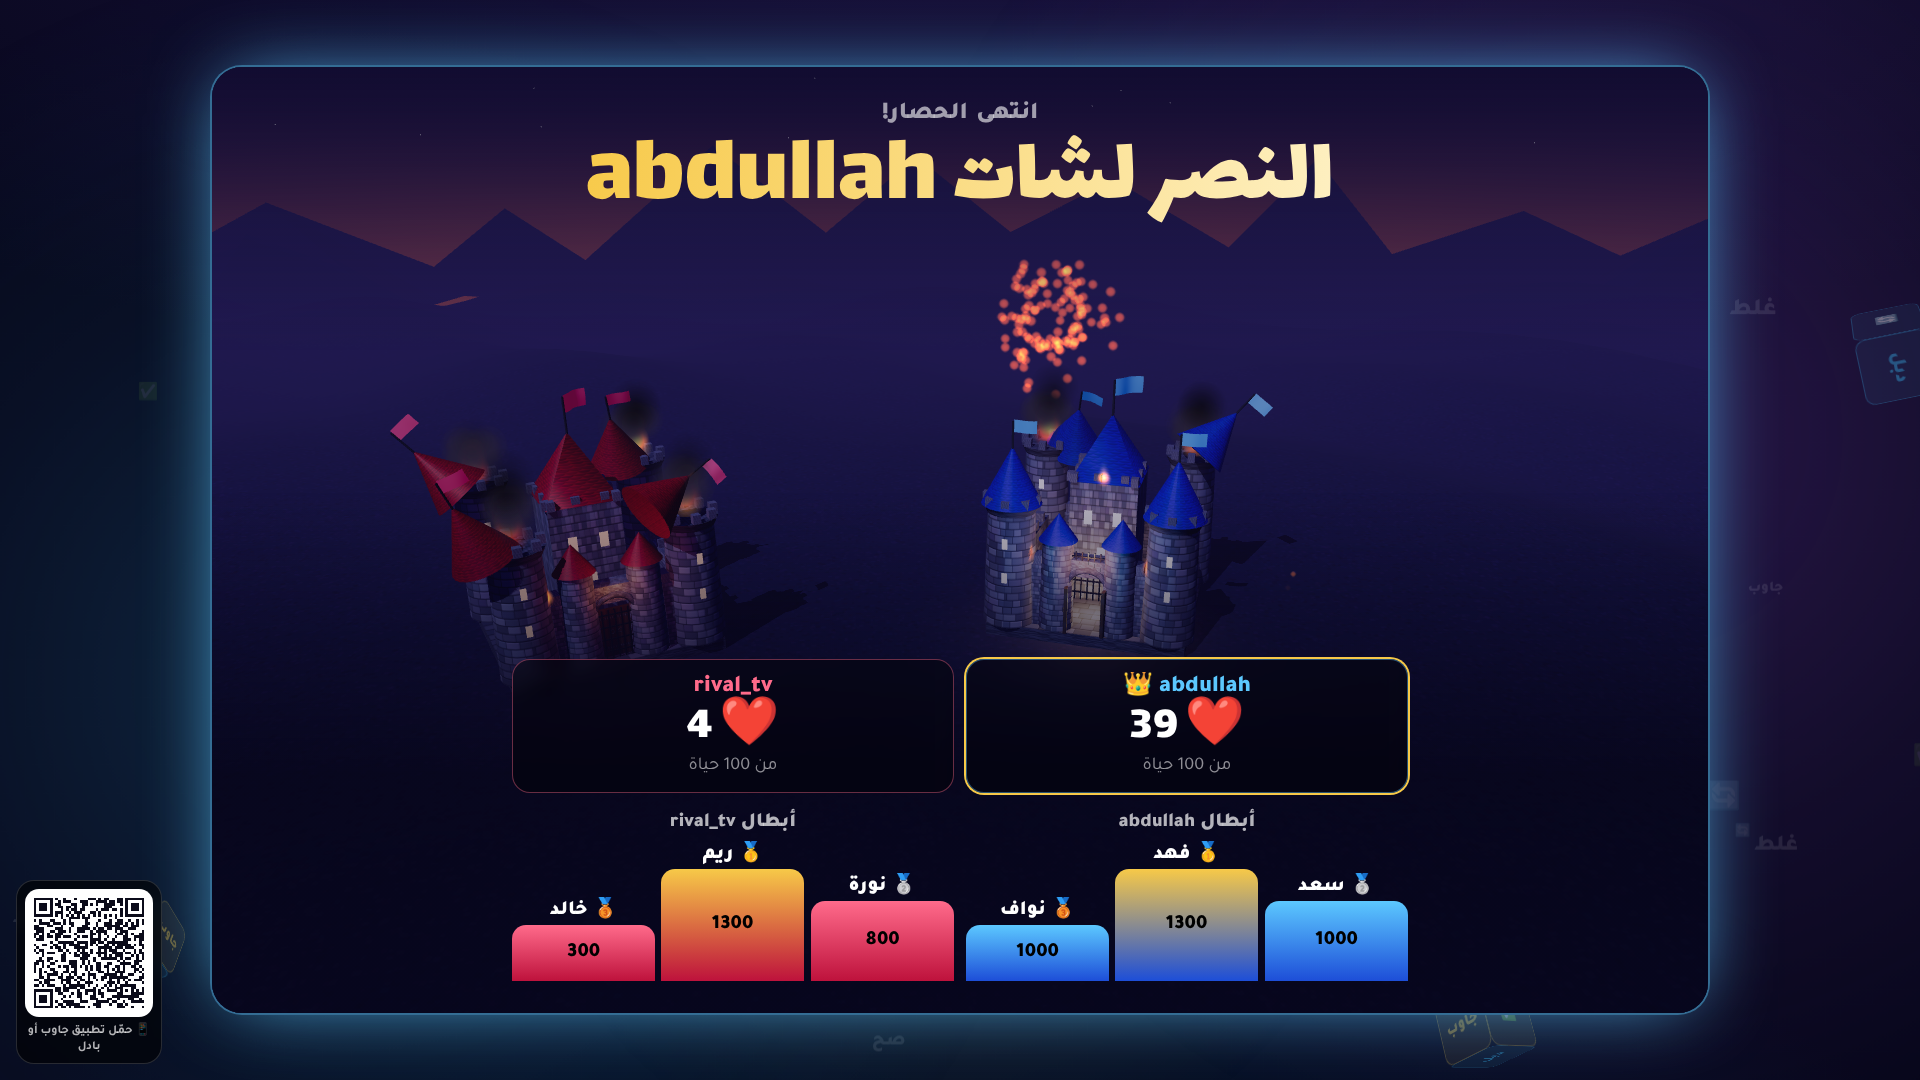 انتهى الحصار!
النصر لشات abdullah
abdullah 👑
❤️ 39
من 100 حياة
rival_tv
❤️ 4
من 100 حياة
أبطال abdullah
🥈 سعد
1000
🥇 فهد
1300
🥉 نواف
1000
أبطال rival_tv
🥈 نورة
800
🥇 ريم
1300
🥉 خالد
300
غلط
دبل
جاوب
غلط
صح
جاوب
📱 حمّل تطبيق جاوب أو
بادل